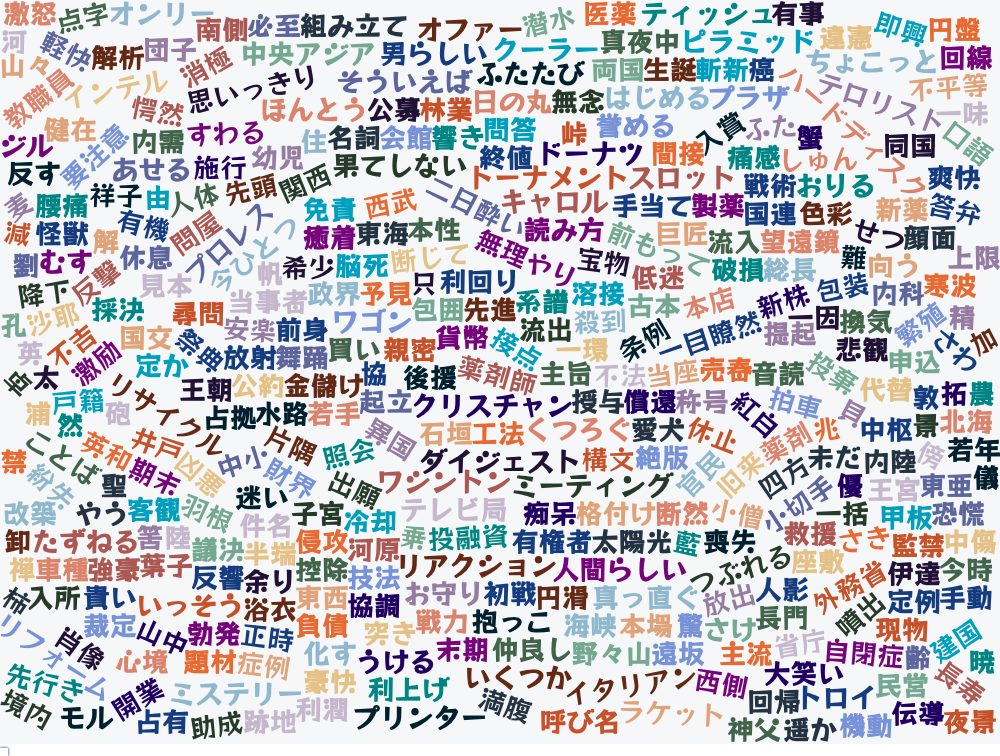 激怒 点字 オンリー 南側 必至 組み立て オファー 潜水 医薬 ティッシュ 有事
河 軽快 解析 団子 中央アジア 男らしい クーラー 真夜中 ピラミッド 違憲 即興 円盤
山々 教職員 インテル 消極 思いっきり そういえば ふたたび 両国 生誕 斬新 癌 ちょこっと 回線
愕然 ほんとう 公募 林業 日の丸 無念 はじめる プラザ ハードディスク テロリスト 不平等 一味
ジル 健在 要注意 内需 すわる 住 名詞 会館 響き 問答 峠 誉める 入賞 ふた 蟹 同国 口語
反す あせる 施行 幼児 関西 果てしない 終値 ドーナツ 間接 痛感 しゅん 爽快
麦 腰痛 祥子 由 人体 先頭 免責 西武 二日酔い トーナメント スロット キャロル 手当て 製薬 戦術 おりる 国連 色彩 新薬 答弁
減 怪獣 解 有機 問屋 プロレス 今ひとつ 癒着 東海 本性 無理やり 読み方 前もって 巨匠 流入 望遠鏡 せつ 顔面
劉 むす 反撃 休息 帆 希少 脳死 断じて 只 利回り 宝物 低迷 破損 総長 難 向う 上限
降下 見本 採決 当事者 政界 予見 包囲 先進 系譜 溶接 古本 本店 新株 包装 内科 寒波
孔 沙耶 不吉 国交 尋問 祭典 安楽 前身 ワゴン 貨幣 接点 流出 殺到 条例 一目瞭然 提起 一因 換気 繁殖 精
英 激励 定か 放射 舞踊 買い 親密 一環 悲観 申込 加
太 戸籍 王朝 公約 金儲け 協 後援 薬剤師 主旨 不法 当座 売春 音読 投棄 代替 敦 拓 農
浦 然 砲 リサイクル 占拠 水路 若手 起立 クリスチャン 授与 償還 称号 紅白 拍車 月 中枢 景 北海
禁 ことば 英和 井戸 凶悪 片隅 照会 異国 石垣 工法 くつろぐ 愛犬 休止 薬剤 兆 若年
紛失 聖 期末 中小 財界 出願 ダイジェスト 構文 絶版 官民 旧来 四方 未だ 内陸 傍 儀
改築 やう 客観 羽根 迷い 件名 子宮 冷却 ワシントン ミーティング テレビ局 痴呆 格付け 断然 小僧 小切手 優 王宮 東亜 一括 甲板 恐慌
卸 たずねる 答 陸 議決 半端 侵攻 河原 乗 投融資 有権者 太陽光 藍 喪失 救援 さき 監禁 中傷
禅 車種 強豪 葉子 反響 余り 控除 技法 リアクション 人間らしい つぶれる 座敷 外務省 伊達 今時
柿 入所 貴い いっそう 浴衣 東西 協調 お守り 初戦 円滑 真っ直ぐ 放出 人影 定例 手動
リフォーム 肖像 裁定 山中 勃発 正時 負債 突き 戦力 抱っこ 海峡 本場 驚 さけ 長門 噴出 現物 建国
先行き 心境 題材 症例 化す うける 末期 仲良し 野々山 遠坂 主流 省庁 自閉症 齢 暁
境内 開業 ミステリー 豪快 利上げ いくつか イタリアン 西側 大笑い 民営 長寿
モル 占有 助成 跡地 利潤 プリンター 満腹 呼び名 ラケット 回帰 トロイ 神父 遥か 機動 伝導 夜景